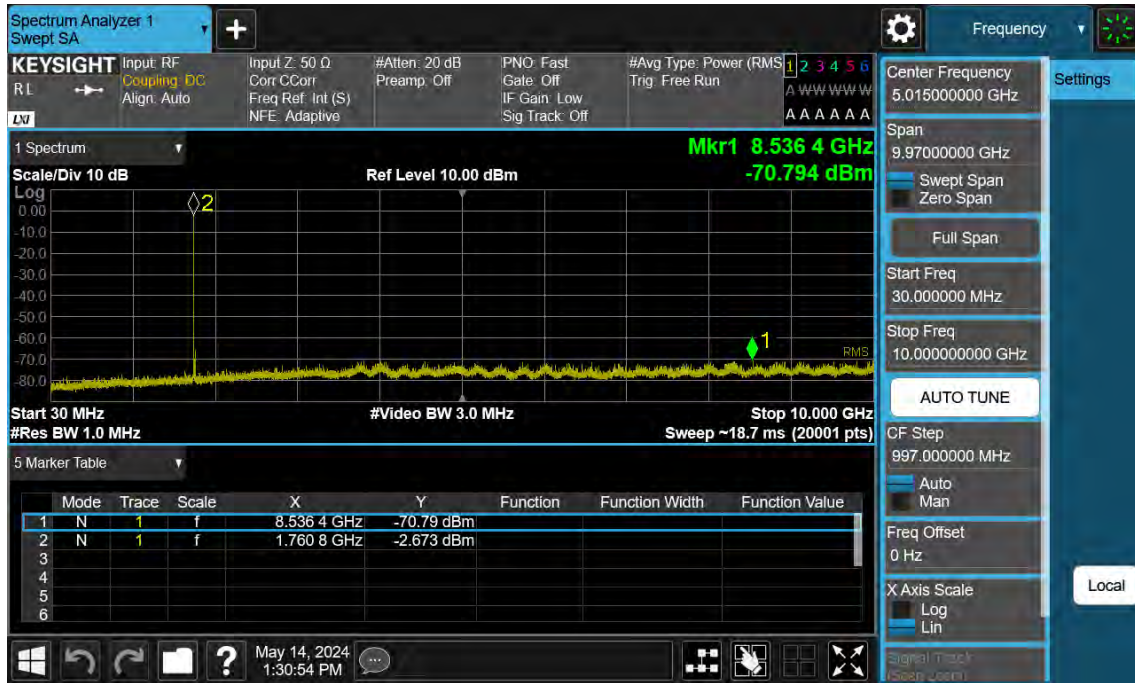 Spectrum Analyzer 1
Swept SA
Frequency
KEYSIGHT
RL
LXI
Input: RF
Coupling: DC
Align: Auto
Input Z: 50 Ω
Corr CCorr
Freq Ref: Int (S)
NFE: Adaptive
#Atten: 20 dB
Preamp: Off
PNO: Fast
Gate: Off
IF Gain: Low
Sig Track: Off
#Avg Type: Power (RMS
Trig: Free Run
1 2 3 4 5 6
A W W W W W
A A A A A A
1 Spectrum
Scale/Div 10 dB
Ref Level 10.00 dBm
Mkr1 8.536 4 GHz
-70.794 dBm
Log
0.00
-10.0
-20.0
-30.0
-40.0
-50.0
-60.0
-70.0
-80.0
2
1
RMS
Start 30 MHz
#Video BW 3.0 MHz
Stop 10.000 GHz
#Res BW 1.0 MHz
Sweep ~18.7 ms (20001 pts)
5 Marker Table
Mode Trace Scale X Y Function Function Width Function Value
1 N 1 f 8.536 4 GHz -70.79 dBm
2 N 1 f 1.760 8 GHz -2.673 dBm
3
4
5
6
May 14, 2024
1:30:54 PM
Center Frequency
5.015000000 GHz
Settings
Span
9.97000000 GHz
Swept Span
Zero Span
Full Span
Start Freq
30.000000 MHz
Stop Freq
10.000000000 GHz
AUTO TUNE
CF Step
997.000000 MHz
Auto
Man
Freq Offset
0 Hz
X Axis Scale
Log
Lin
Local
Signal Track
(Span Zoom)